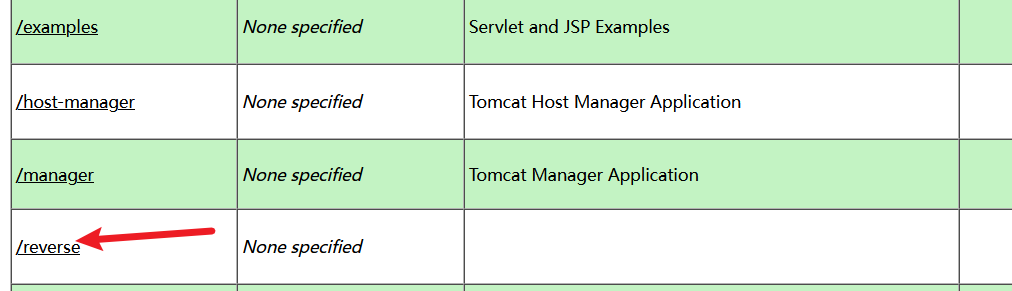 /examples None specified Servlet and JSP Examples
/host-manager None specified Tomcat Host Manager Application
/manager None specified Tomcat Manager Application
/reverse None specified